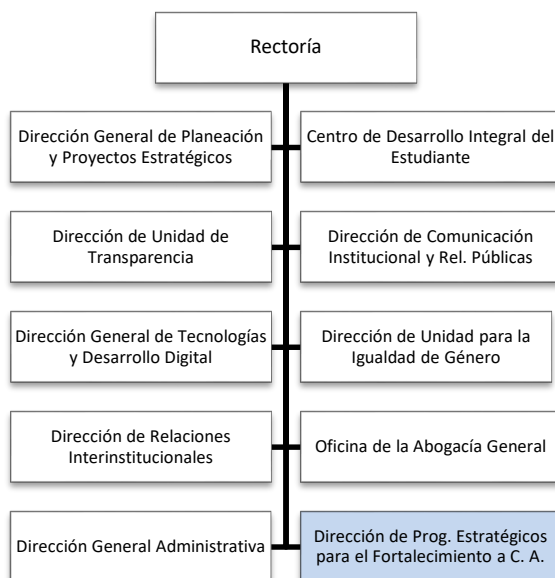 Rectoría
Dirección General de Planeación
y Proyectos Estratégicos
Centro de Desarrollo Integral del
Estudiante
Dirección de Unidad de
Transparencia
Dirección de Comunicación
Institucional y Rel. Públicas
Dirección General de Tecnologías
y Desarrollo Digital
Dirección de Unidad para la
Igualdad de Género
Dirección de Relaciones
Interinstitucionales
Oficina de la Abogacía General
Dirección General Administrativa
Dirección de Prog. Estratégicos
para el Fortalecimiento a C. A.